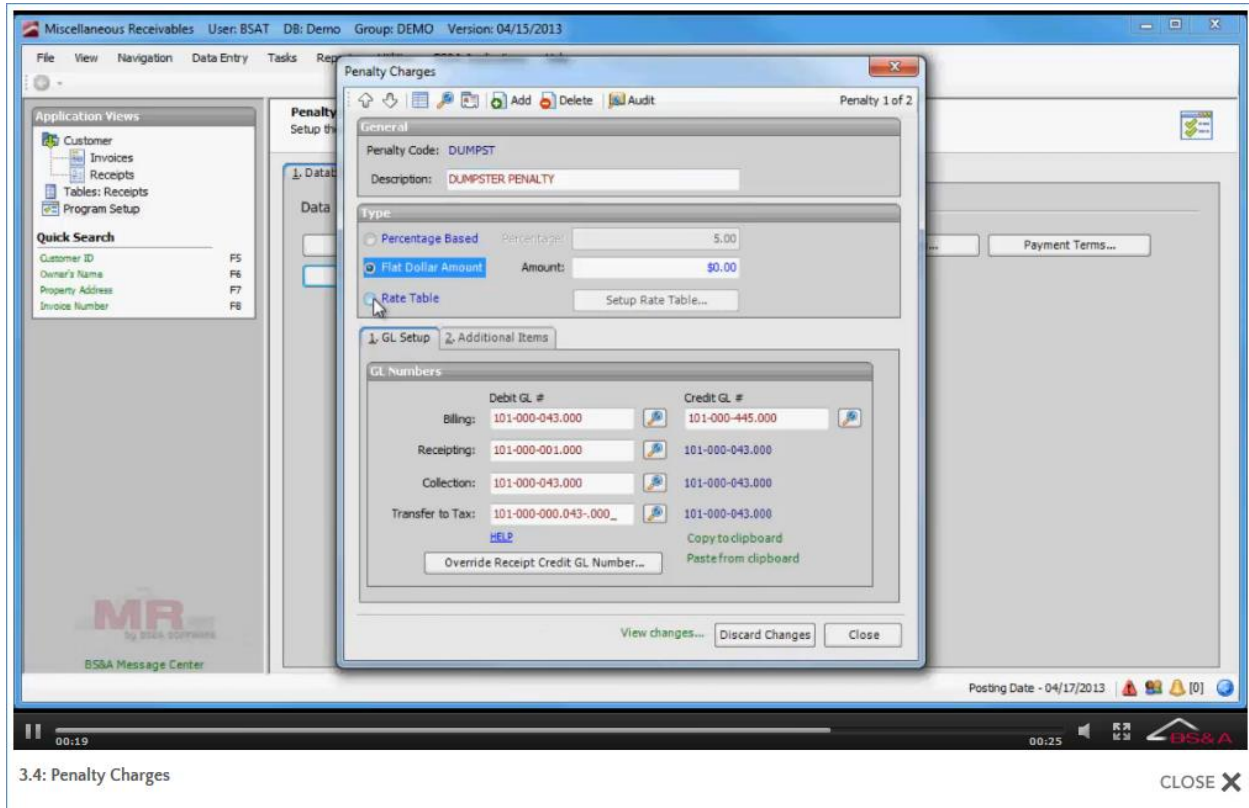 Miscellaneous Receivables User: BSAT DB: Demo Group: DEMO Version: 04/15/2013
File View Navigation Data Entry Tasks
Application Views
Customer
Invoices
Receipts
Tables: Receipts
Program Setup
Quick Search
Customer ID F5
Owner's Name F6
Property Address F7
Invoice Number F8
MR
by BS&A SOFTWARE
BS&A Message Center
Penalty
Setup th
1. Datab
Data
Payment Terms...
Penalty Charges
Add Delete Audit Penalty 1 of 2
General
Penalty Code: DUMPST
Description: DUMPSTER PENALTY
Type
Percentage Based Percentage: 5.00
Flat Dollar Amount Amount: $0.00
Rate Table Setup Rate Table...
1. GL Setup 2. Additional Items
GL Numbers
Debit GL # Credit GL #
Billing: 101-000-043.000 101-000-445.000
Receipting: 101-000-001.000 101-000-043.000
Collection: 101-000-043.000 101-000-043.000
Transfer to Tax: 101-000-000.043-.000_ 101-000-043.000
HELP Copy to clipboard
Override Receipt Credit GL Number... Paste from clipboard
View changes... Discard Changes Close
Posting Date - 04/17/2013 [0]
00:19 00:25 BS&A
3.4: Penalty Charges
CLOSE X